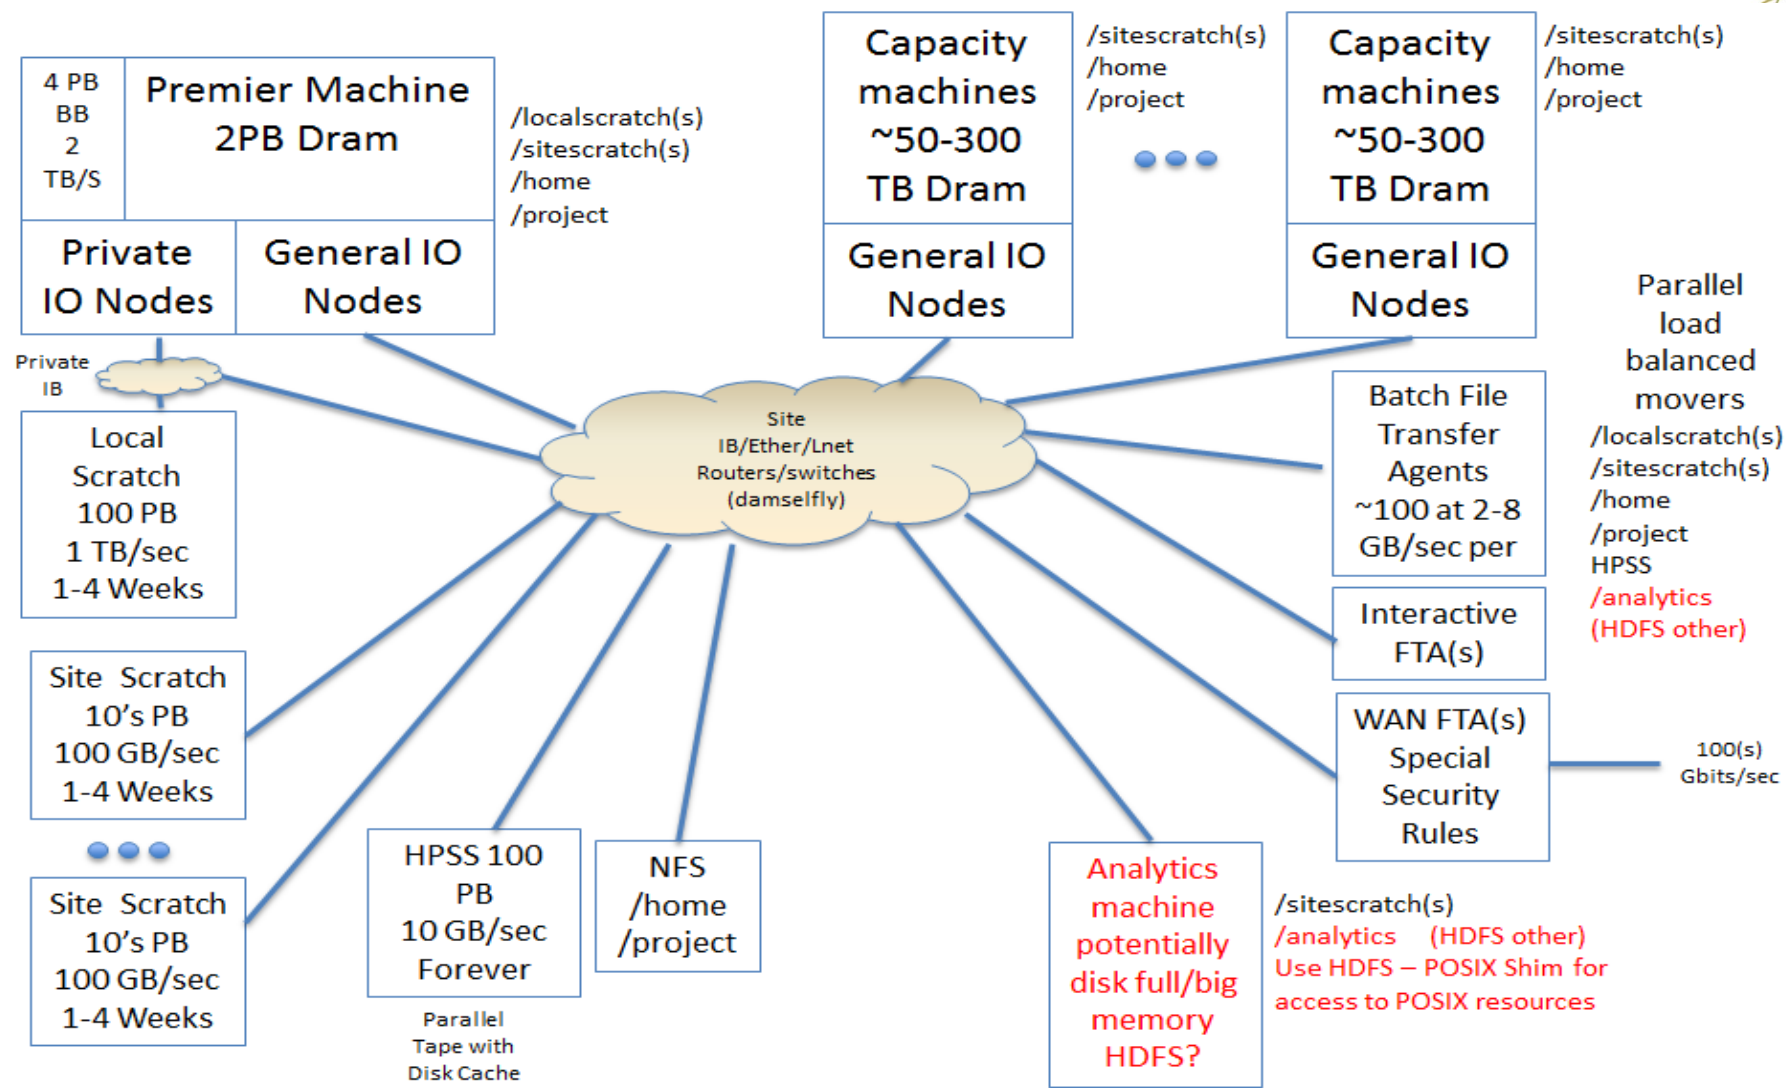 4 PB
BB
2
TB/S
Premier Machine
2PB Dram
/localscratch(s)
/sitescratch(s)
/home
/project
Private
IO Nodes
General IO
Nodes
Capacity
machines
~50-300
TB Dram
General IO
Nodes
/sitescratch(s)
/home
/project
Capacity
machines
~50-300
TB Dram
General IO
Nodes
/sitescratch(s)
/home
/project
Private
IB
Local
Scratch
100 PB
1 TB/sec
1-4 Weeks
Site
IB/Ether/Lnet
Routers/switches
(damselfly)
Batch File
Transfer
Agents
~100 at 2-8
GB/sec per
Parallel
load
balanced
movers
/localscratch(s)
/sitescratch(s)
/home
/project
HPSS
/analytics
(HDFS other)
Interactive
FTA(s)
WAN FTA(s)
Special
Security
Rules
100(s)
Gbits/sec
Site Scratch
10's PB
100 GB/sec
1-4 Weeks
Site Scratch
10's PB
100 GB/sec
1-4 Weeks
HPSS 100
PB
10 GB/sec
Forever
Parallel
Tape with
Disk Cache
NFS
/home
/project
Analytics
machine
potentially
disk full/big
memory
HDFS?
/sitescratch(s)
/analytics (HDFS other)
Use HDFS – POSIX Shim for
access to POSIX resources